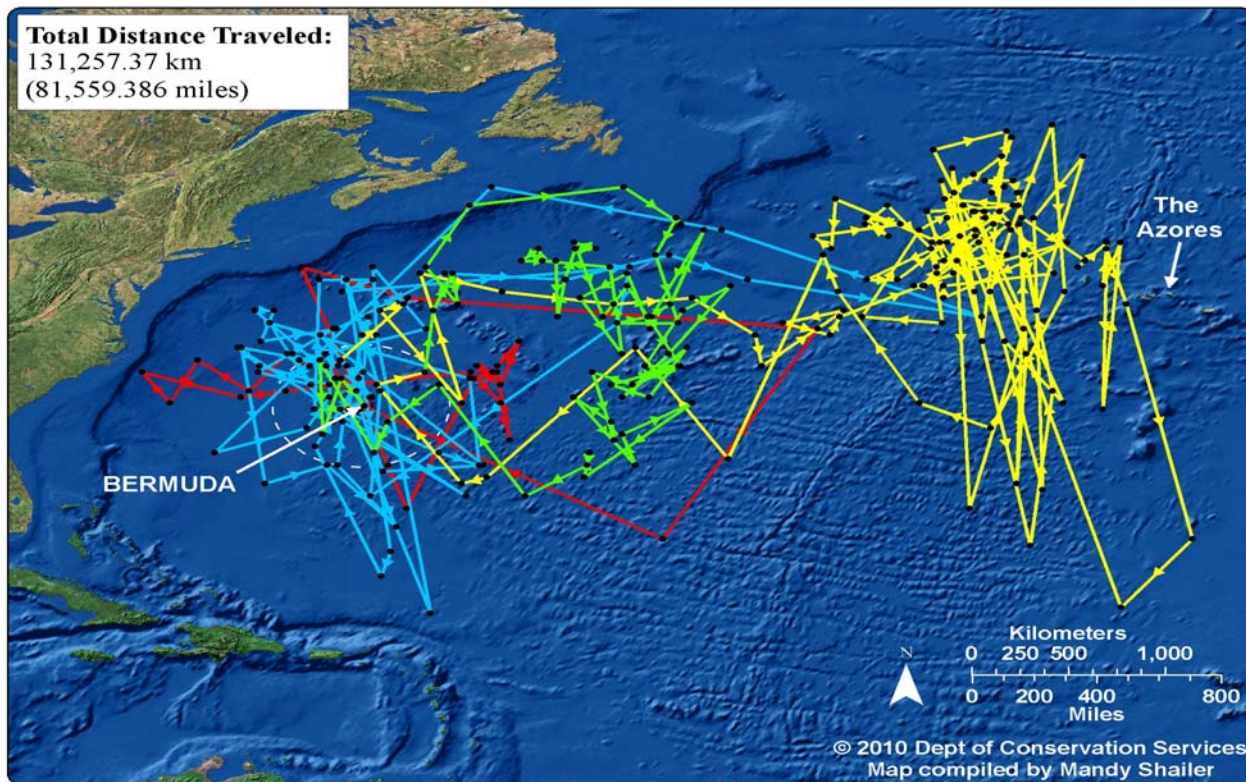 Total Distance Traveled:
131,257.37 km
(81,559.386 miles)
The
Azores
BERMUDA
N
Kilometers
0 250 500 1,000
0 200 400 800
Miles
© 2010 Dept of Conservation Services
Map compiled by Mandy Shailer